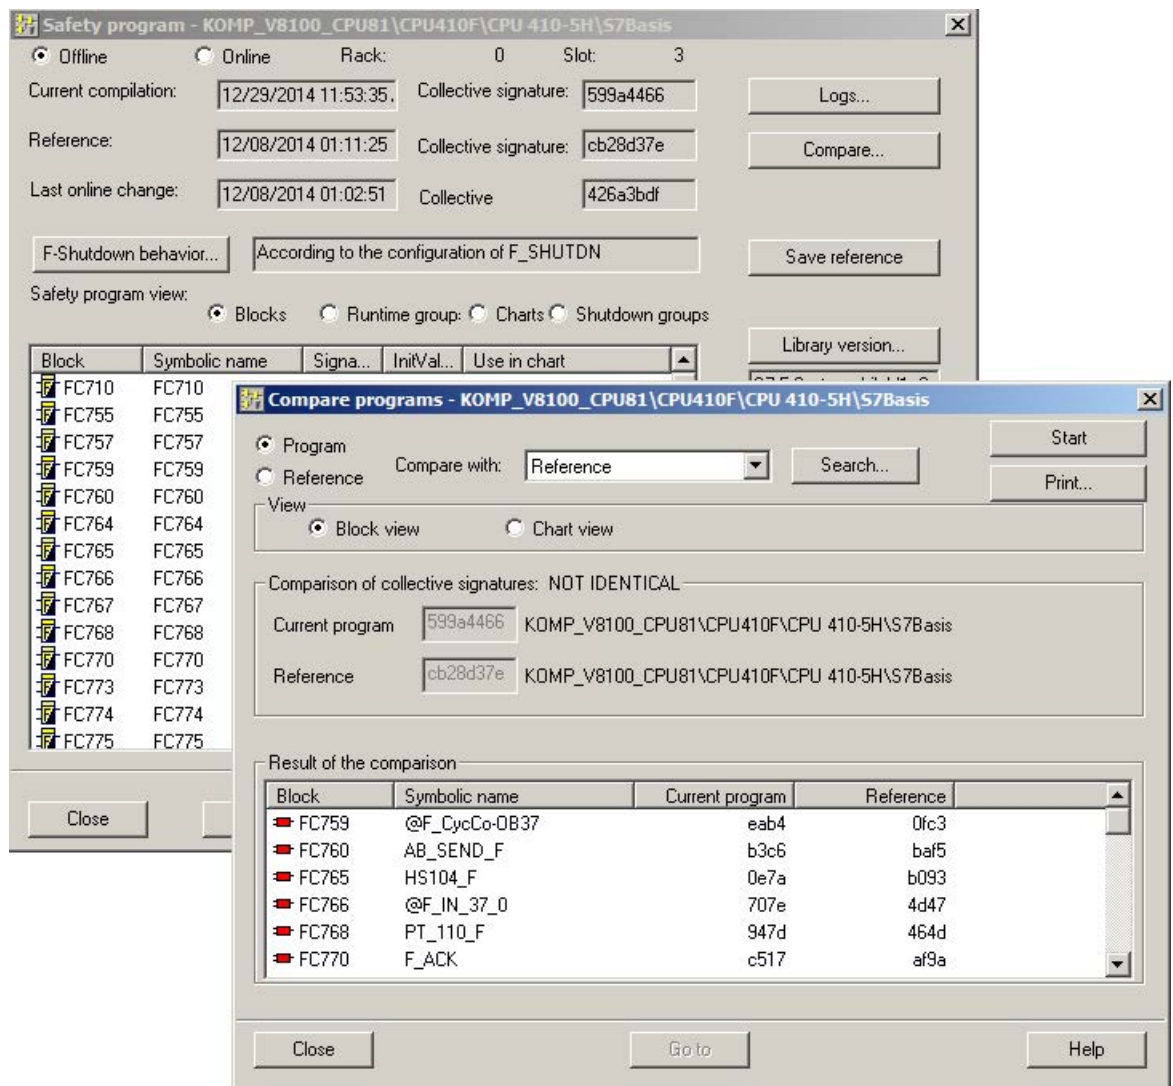 Safety program - KOMP_V8100_CPU81\CPU410F\CPU 410-5H\S7Basis
Offline Online Rack: 0 Slot: 3
Current compilation: 12/29/2014 11:53:35. Collective signature: 599a4466 Logs...
Reference: 12/08/2014 01:11:25 Collective signature: cb28d37e Compare...
Last online change: 12/08/2014 01:02:51 Collective 426a3bdf
F-Shutdown behavior... According to the configuration of F_SHUTDN Save reference
Safety program view:
Blocks Runtime group: Charts Shutdown groups
Library version...
Block Symbolic name Signa... InitVal... Use in chart
FC710 FC710
FC755 FC755
FC757 FC757
FC759 FC759
FC760 FC760
FC764 FC764
FC765 FC765
FC766 FC766
FC767 FC767
FC768 FC768
FC770 FC770
FC773 FC773
FC774 FC774
FC775 FC775
Close
Compare programs - KOMP_V8100_CPU81\CPU410F\CPU 410-5H\S7Basis
Program Start
Compare with: Reference Search...
Reference Print...
View
Block view Chart view
Comparison of collective signatures: NOT IDENTICAL
Current program 599a4466 KOMP_V8100_CPU81\CPU410F\CPU 410-5H\S7Basis
Reference cb28d37e KOMP_V8100_CPU81\CPU410F\CPU 410-5H\S7Basis
Result of the comparison
Block Symbolic name Current program Reference
FC759 @F_CycCo-OB37 eab4 0fc3
FC760 AB_SEND_F b3c6 baf5
FC765 HS104_F 0e7a b093
FC766 @F_IN_37_0 707e 4d47
FC768 PT_110_F 947d 464d
FC770 F_ACK c517 af9a
Close Go to Help